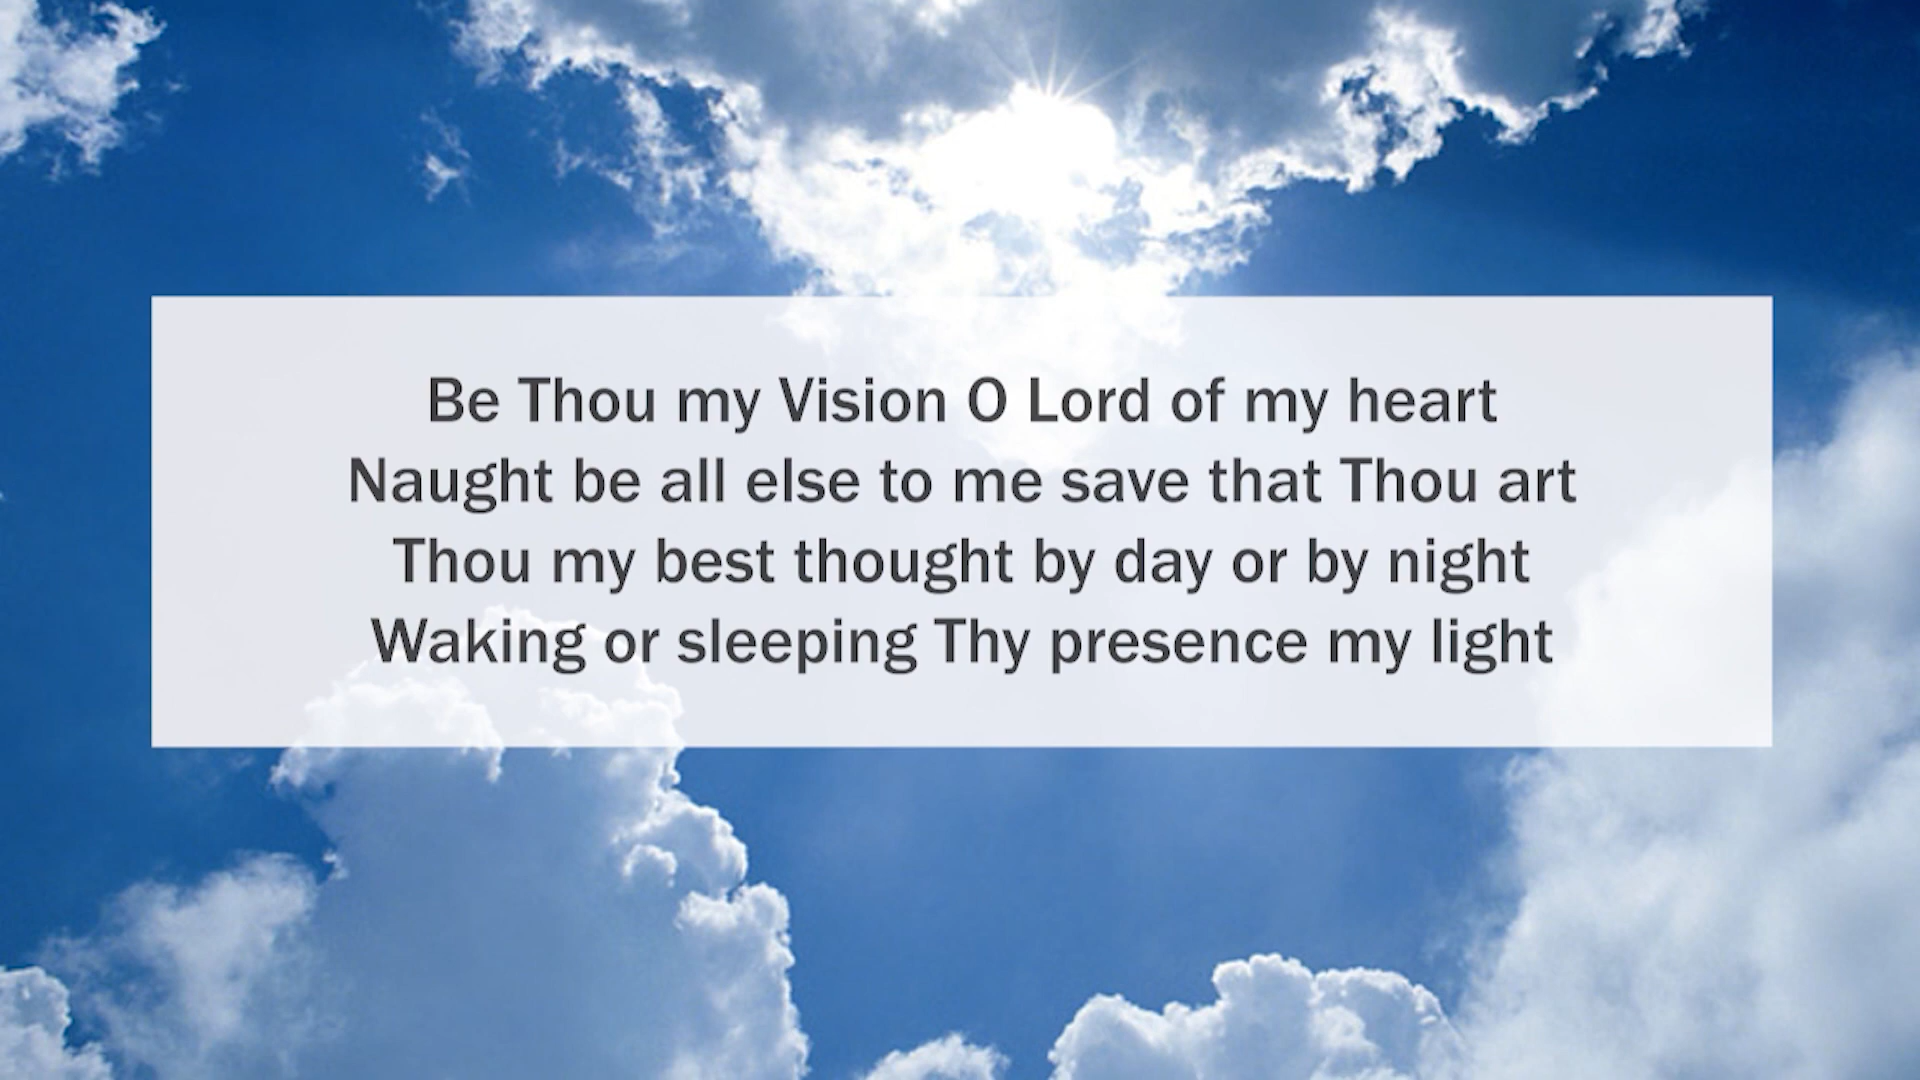 Be Thou my Vision O Lord of my heart
Naught be all else to me save that Thou art
Thou my best thought by day or by night
Waking or sleeping Thy presence my light